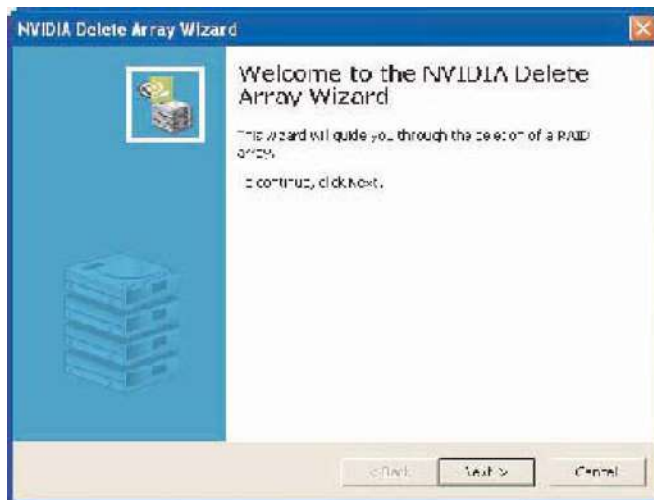 NVIDIA Delete Array Wizard
Welcome to the NVIDIA Delete
Array Wizard
This wizard will guide you through the deletion of a RAID
array.
To continue, click Next.
< Back
Next >
Cancel